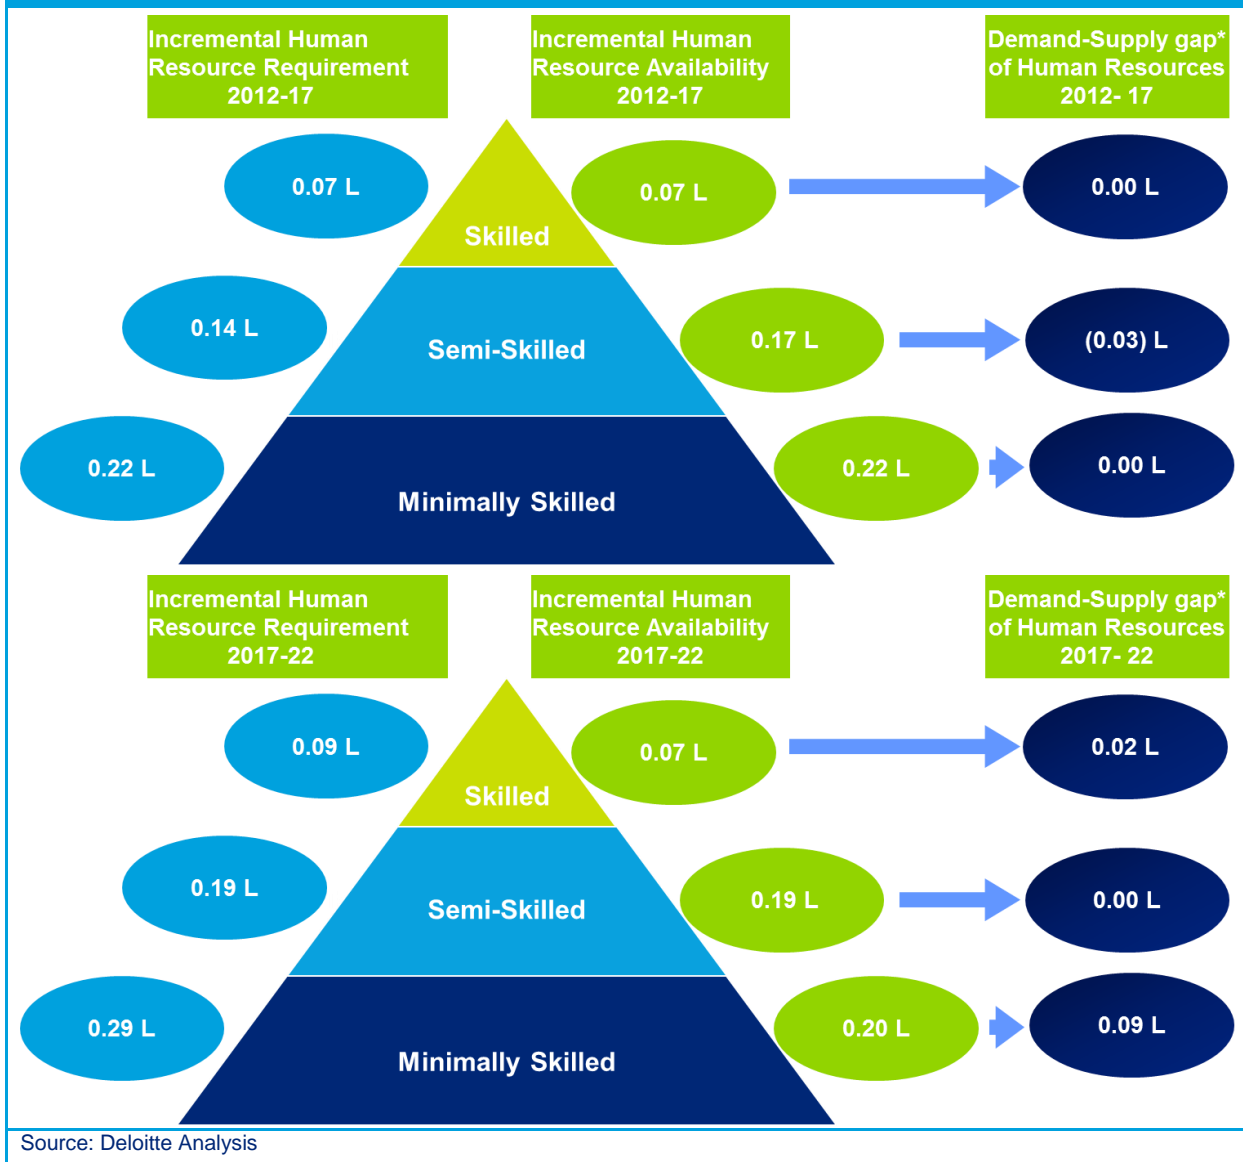 Incremental Human
Resource Requirement
2012-17
Incremental Human
Resource Availability
2012-17
Demand-Supply gap*
of Human Resources
2012- 17
0.07 L
Skilled
0.07 L
0.00 L
0.14 L
Semi-Skilled
0.17 L
(0.03) L
0.22 L
Minimally Skilled
0.22 L
0.00 L
Incremental Human
Resource Requirement
2017-22
Incremental Human
Resource Availability
2017-22
Demand-Supply gap*
of Human Resources
2017- 22
0.09 L
Skilled
0.07 L
0.02 L
0.19 L
Semi-Skilled
0.19 L
0.00 L
0.29 L
Minimally Skilled
0.20 L
0.09 L
Source: Deloitte Analysis